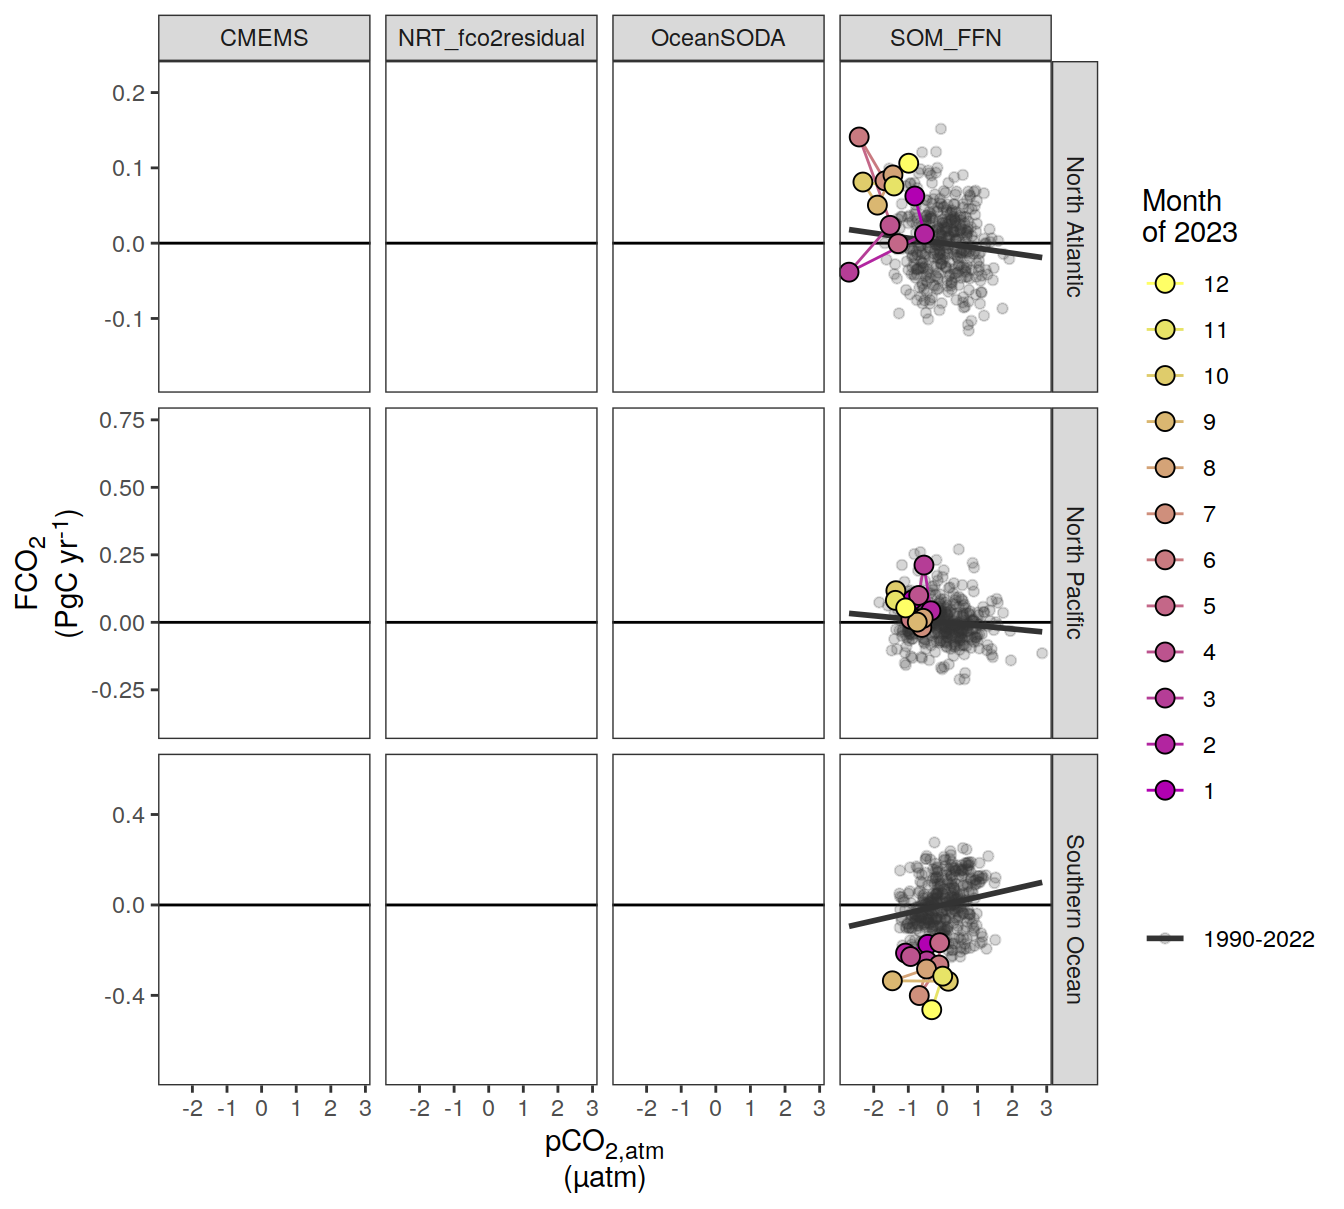 CMEMS NRT_fco2residual OceanSODA SOM_FFN
0.2
0.1
0.0
-0.1
North Atlantic
0.75
0.50
0.25
0.00
-0.25
North Pacific
0.4
0.0
-0.4
Southern Ocean
FCO2
(PgC yr-1)
-2 -1 0 1 2 3 -2 -1 0 1 2 3 -2 -1 0 1 2 3 -2 -1 0 1 2 3
pCO2,atm
(µatm)
Month
of 2023
12
11
10
9
8
7
6
5
4
3
2
1
1990-2022